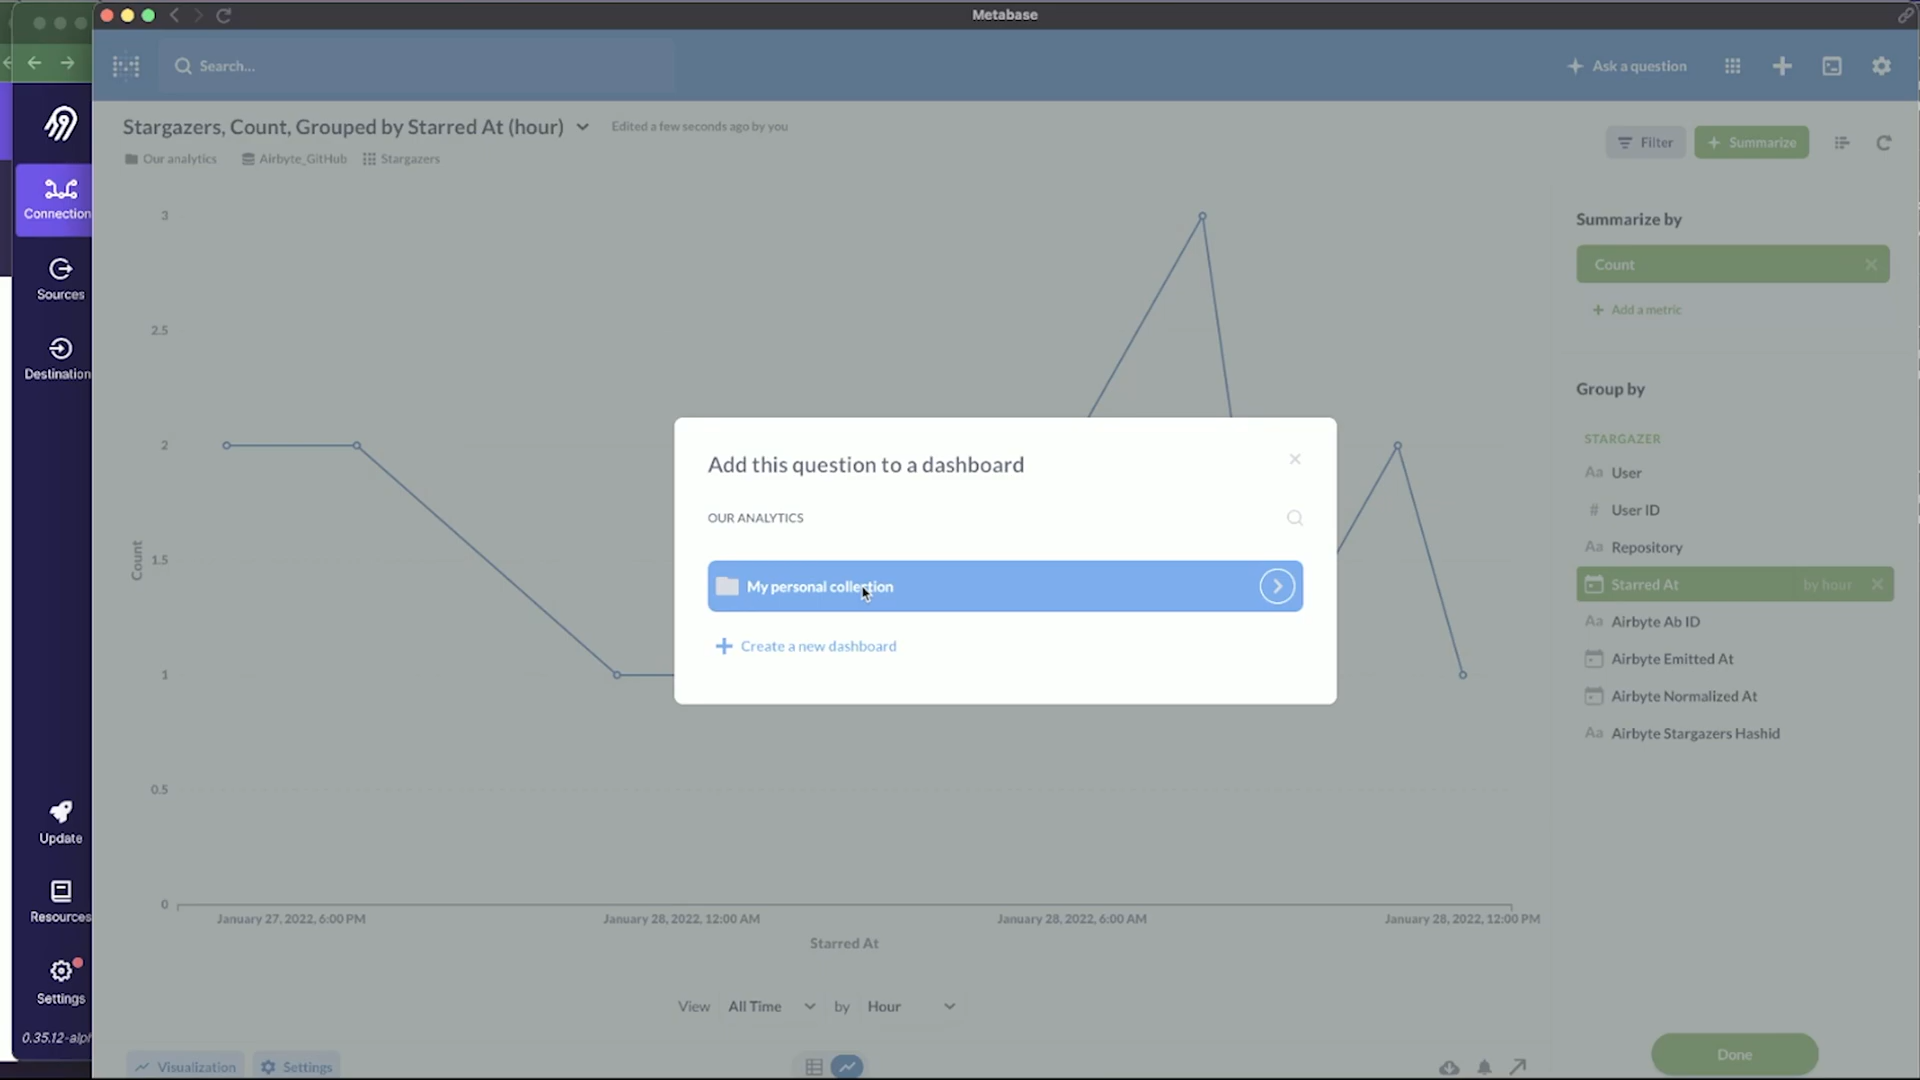 Metabase
Search...
Ask a question
Stargazers, Count, Grouped by Starred At (hour)
Edited a few seconds ago by you
Our analytics
Airbyte_GitHub
Stargazers
Filter
+ Summarize
Connection
Sources
Destination
Update
Resources
Settings
0.35.12-alph
3
2.5
2
1.5
1
0.5
0
Count
January 27, 2022, 6:00 PM
January 28, 2022, 12:00 AM
January 28, 2022, 6:00 AM
January 28, 2022, 12:00 PM
Starred At
View All Time by Hour
Visualization
Settings
Add this question to a dashboard
OUR ANALYTICS
My personal collection
+ Create a new dashboard
Summarize by
Count
+ Add a metric
Group by
STARGAZER
Aa User
# User ID
Aa Repository
Starred At by hour
Aa Airbyte Ab ID
Airbyte Emitted At
Airbyte Normalized At
Aa Airbyte Stargazers Hashid
Done